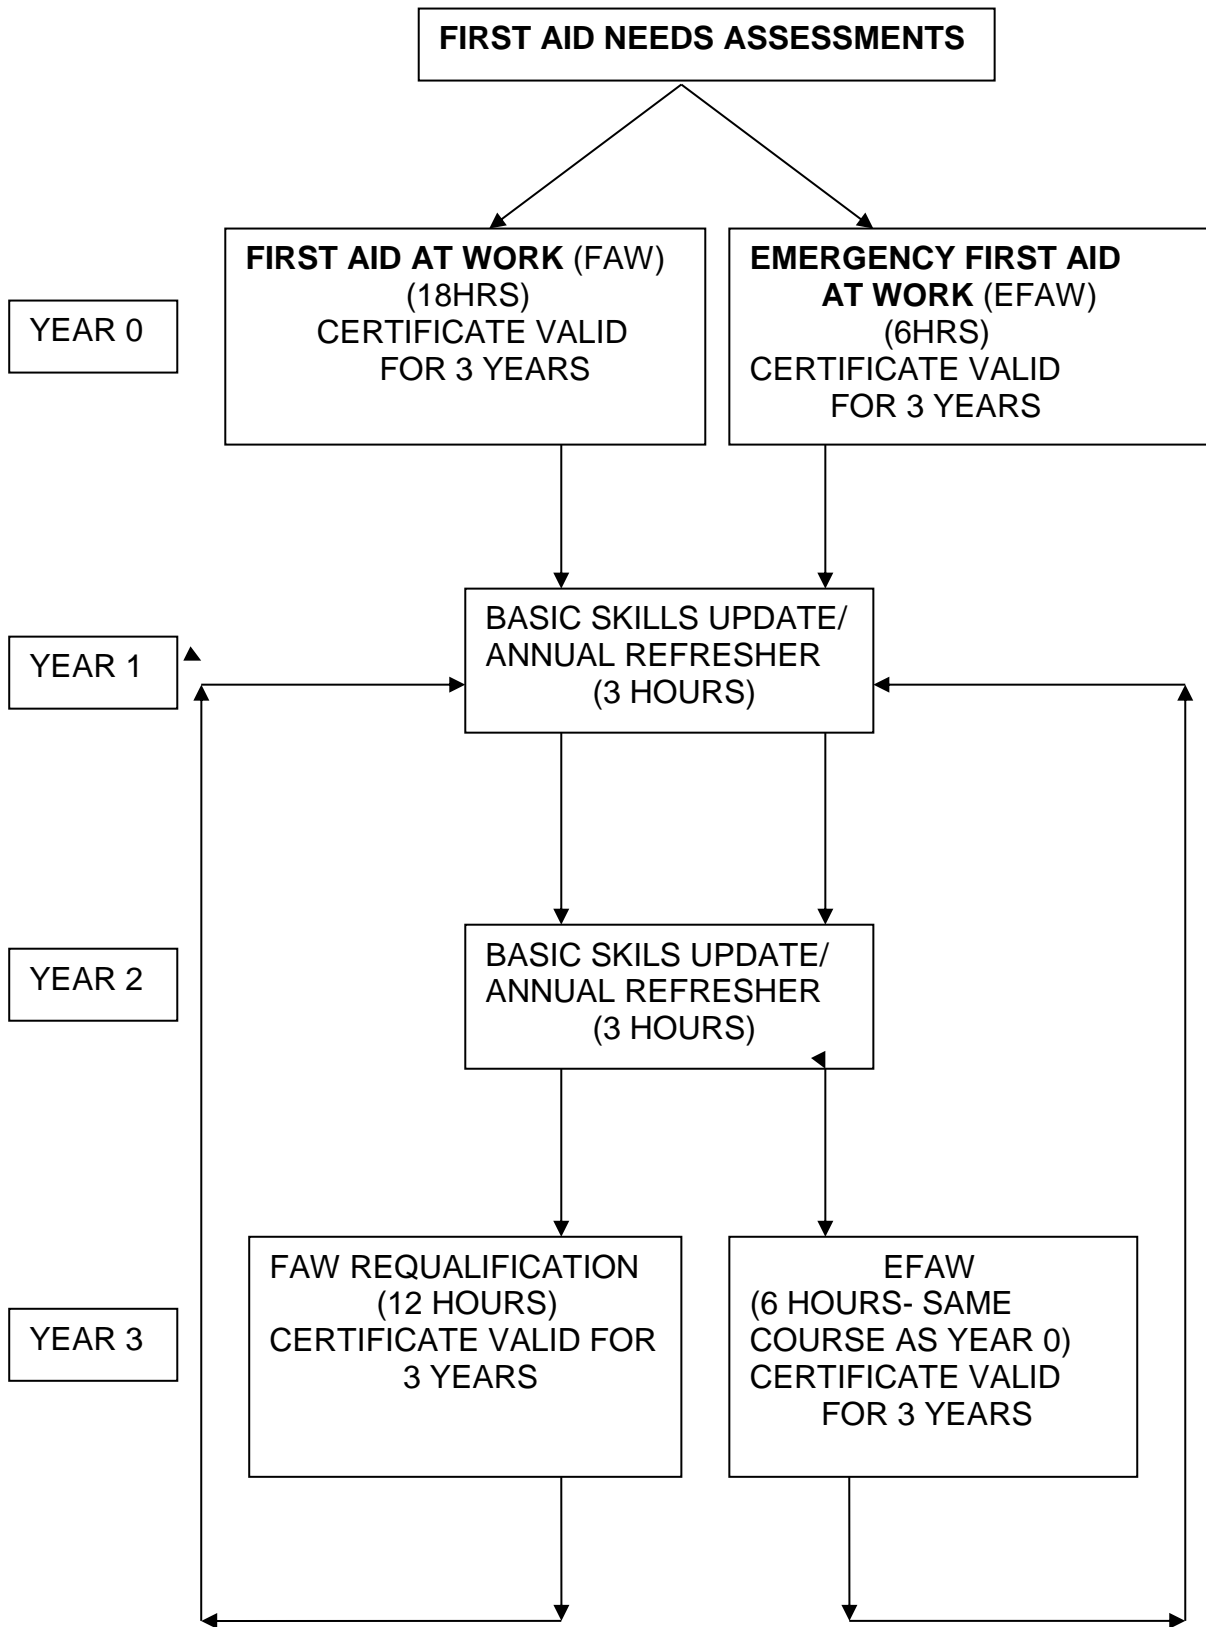 FIRST AID NEEDS ASSESSMENTS
FIRST AID AT WORK (FAW)
(18HRS)
CERTIFICATE VALID
FOR 3 YEARS
EMERGENCY FIRST AID
AT WORK (EFAW)
(6HRS)
CERTIFICATE VALID
FOR 3 YEARS
YEAR 0
BASIC SKILLS UPDATE/
ANNUAL REFRESHER
(3 HOURS)
YEAR 1
BASIC SKILS UPDATE/
ANNUAL REFRESHER
(3 HOURS)
YEAR 2
FAW REQUALIFICATION
(12 HOURS)
CERTIFICATE VALID FOR
3 YEARS
EFAW
(6 HOURS- SAME
COURSE AS YEAR 0)
CERTIFICATE VALID
FOR 3 YEARS
YEAR 3